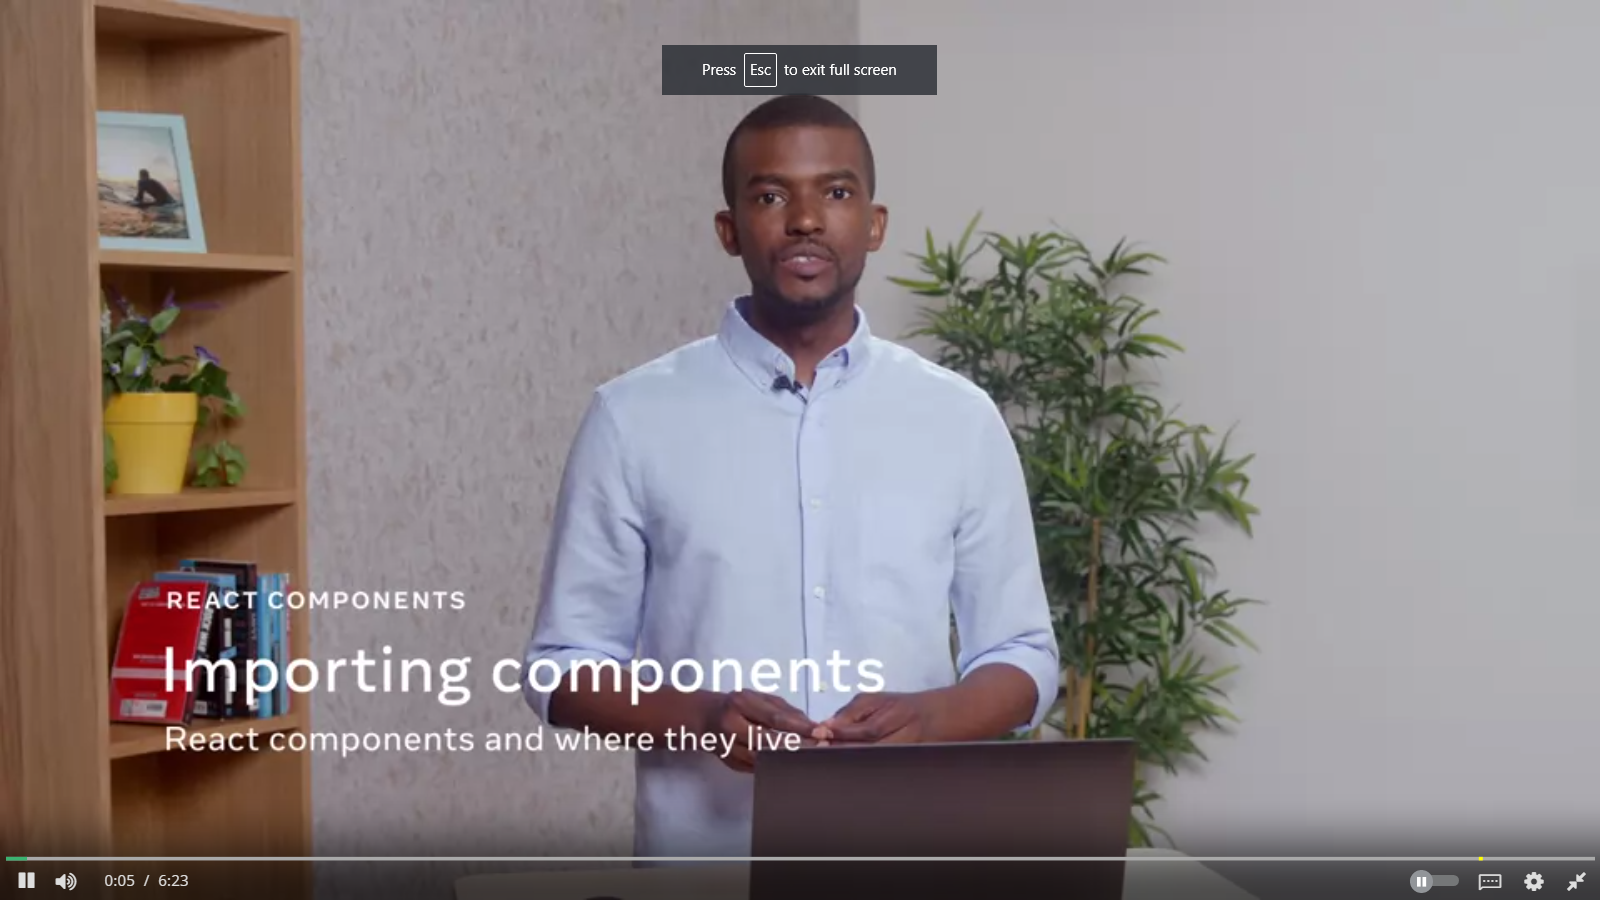 Press Esc to exit full screen
REACT COMPONENTS
Importing components
React components and where they live
0:05 / 6:23